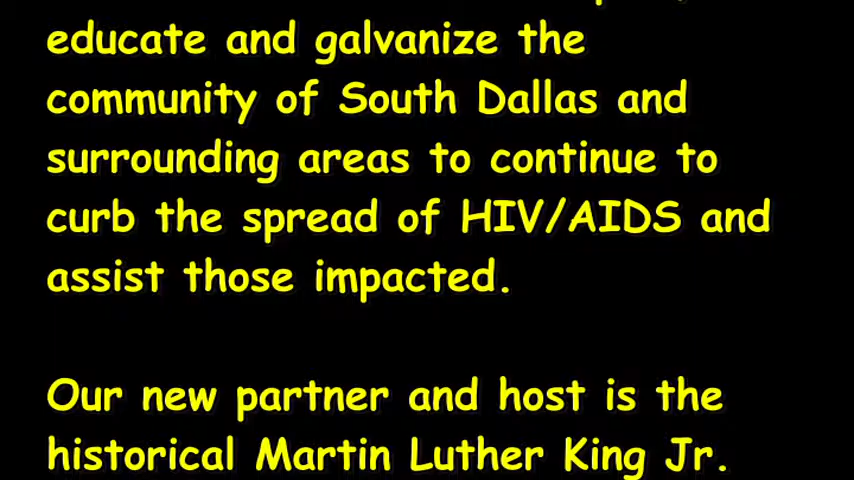 educate and galvanize the
community of South Dallas and
surrounding areas to continue to
curb the spread of HIV/AIDS and
assist those impacted.
Our new partner and host is the
historical Martin Luther King Jr.